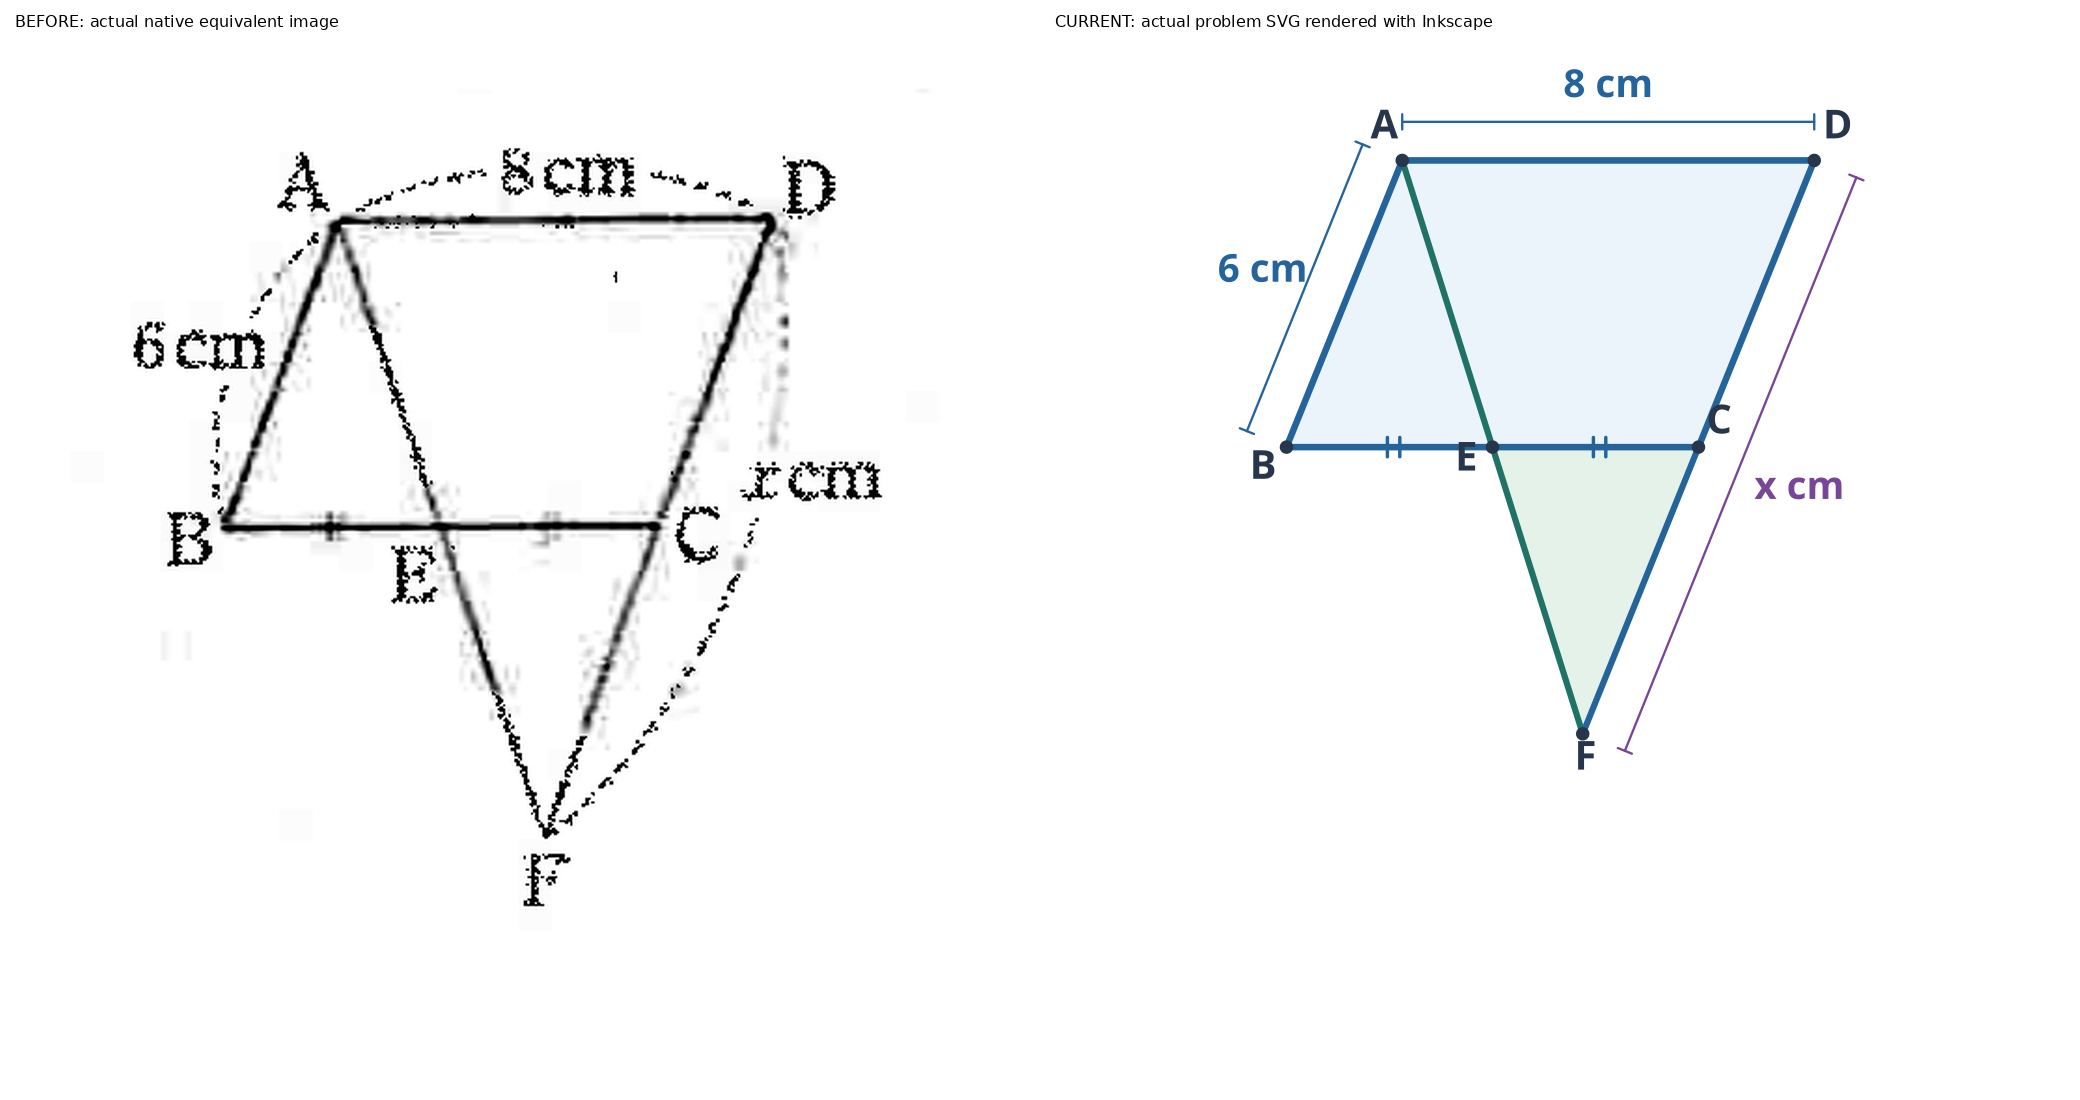 BEFORE: actual native equivalent image
A
8 cm
D
6 cm
x cm
B
E
C
F
CURRENT: actual problem SVG rendered with Inkscape
8 cm
A
D
6 cm
C
B
E
x cm
F